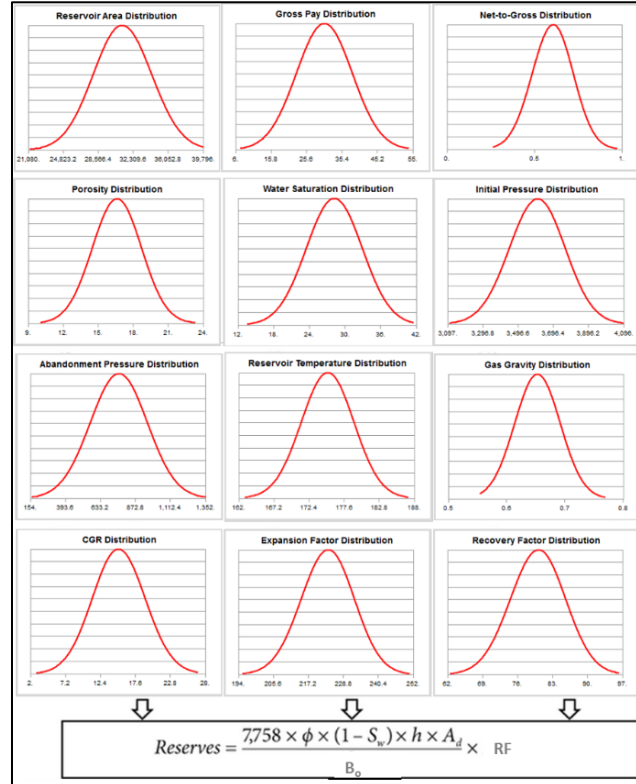 Reservoir Area Distribution Gross Pay Distribution Net-to-Gross Distribution
21,080. 24,823.2 28,566.4 32,309.6 36,052.8 39,796. 6. 15.8 25.6 35.4 45.2 55. 0. 0.5 1.
Porosity Distribution Water Saturation Distribution Initial Pressure Distribution
9. 12. 15. 18. 21. 24. 12. 18. 24. 30. 36. 42. 3,097. 3,296.8 3,496.6 3,696.4 3,896.2 4,096.
Abandonment Pressure Distribution Reservoir Temperature Distribution Gas Gravity Distribution
154. 393.6 633.2 872.8 1,112.4 1,352. 162. 167.2 172.4 177.6 182.8 188. 0.5 0.6 0.7 0.8
CGR Distribution Expansion Factor Distribution Recovery Factor Distribution
2. 7.2 12.4 17.6 22.8 28. 194. 205.6 217.2 228.8 240.4 252. 62. 69. 76. 83. 90. 97.
Reserves = 7,758 × ϕ × (1 − S_w) × h × A_d × RF
B_o